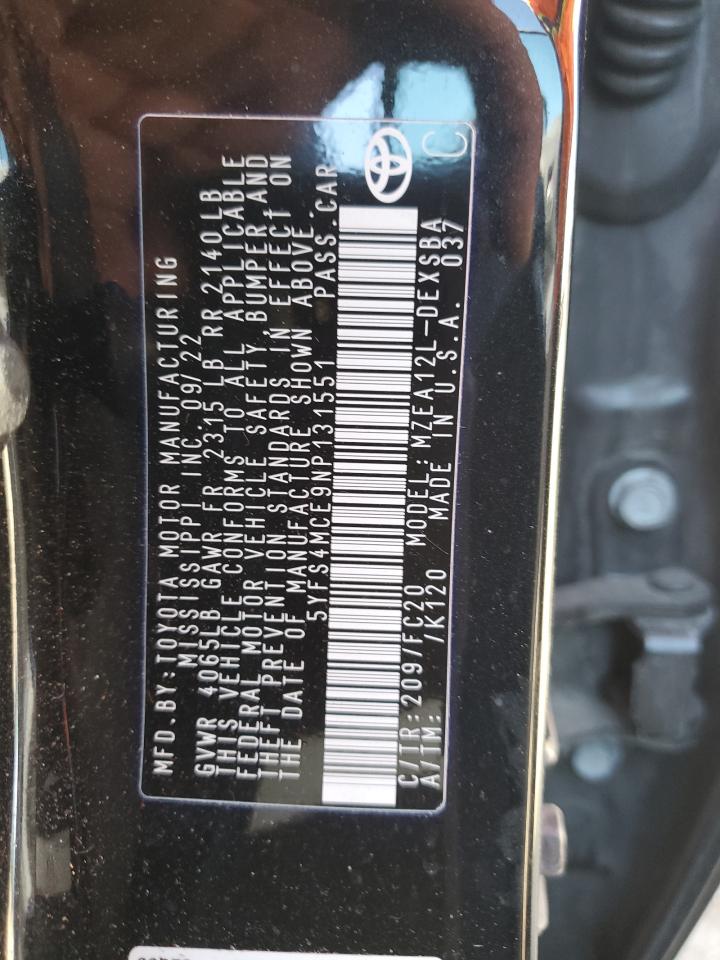 MFD.BY:TOYOTA MOTOR MANUFACTURING
MISSISSIPPI INC. 09/22
GVWR 4065LB GAWR FR 2315 LB RR 2140LB
THIS VEHICLE CONFORMS TO ALL APPLICABLE
FEDERAL MOTOR VEHICLE SAFETY, BUMPER AND
THEFT PREVENTION STANDARDS IN EFFECT ON
THE DATE OF MANUFACTURE SHOWN ABOVE.
5YFS4MCE9NP131551 PASS.CAR
C/TR:209/FC20 MODEL:MZEA12L-DEXSBA
A/TM: /K120 MADE IN U.S.A. 037
C